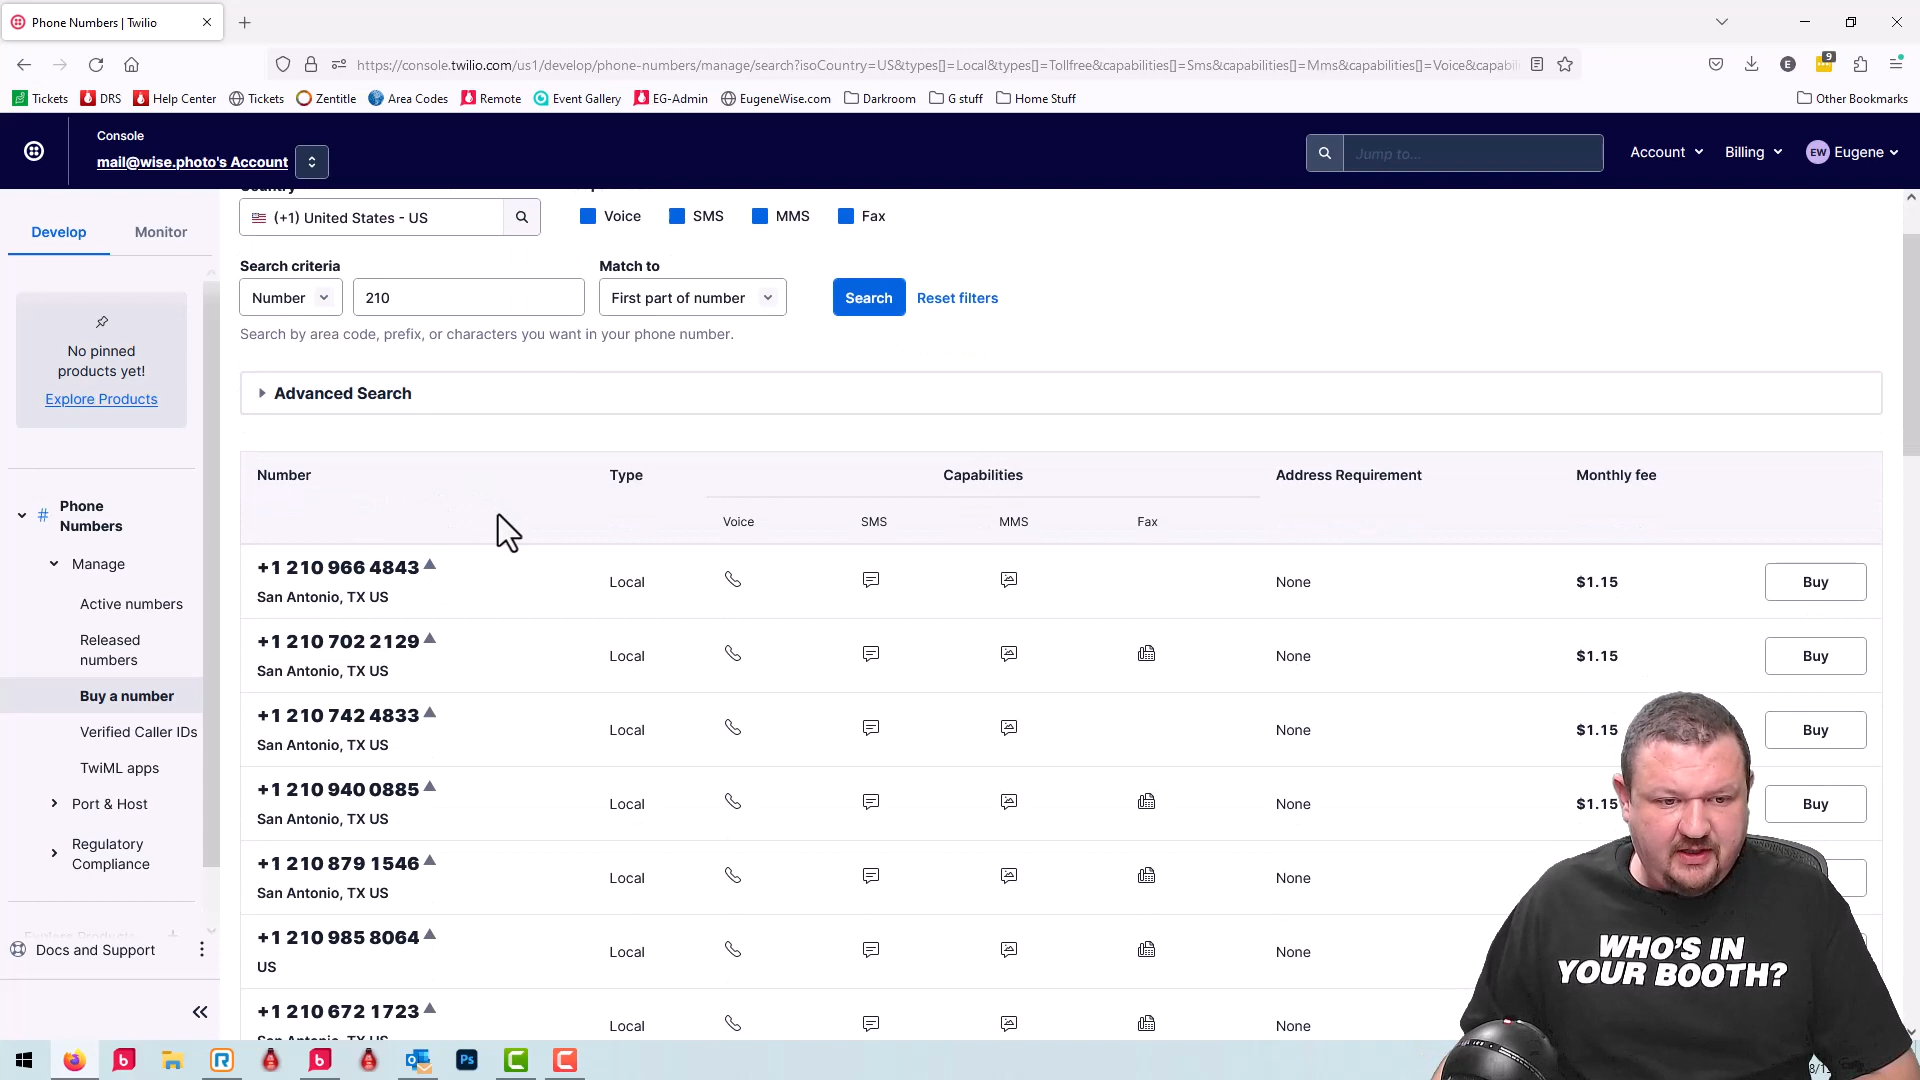 Phone Numbers | Twilio
https://console.twilio.com/us1/develop/phone-numbers/manage/search?isoCountry=US&types[]=Local&types[]=Tollfree&capabilities[]=Sms&capabilities[]=Mms&capabilities[]=Voice&capabil
9
E
Tickets
DRS
Help Center
Tickets
Zentitle
Area Codes
Remote
Event Gallery
EG-Admin
EugeneWise.com
Darkroom
G stuff
Home Stuff
Other Bookmarks
Console
mail@wise.photo's Account
Jump to...
Account
Billing
EW
Eugene
Develop
Monitor
No pinned
products yet!
Explore Products
# Phone
Numbers
Manage
Active numbers
Released
numbers
Buy a number
Verified Caller IDs
TwiML apps
Port & Host
Regulatory
Compliance
Docs and Support
Country
(+1) United States - US
Voice
SMS
MMS
Fax
Search criteria
Match to
Number
210
First part of number
Search
Reset filters
Search by area code, prefix, or characters you want in your phone number.
Advanced Search
Number
Type
Capabilities
Address Requirement
Monthly fee
Voice
SMS
MMS
Fax
+1 210 966 4843
San Antonio, TX US
Local
None
$1.15
Buy
+1 210 702 2129
San Antonio, TX US
Local
None
$1.15
Buy
+1 210 742 4833
San Antonio, TX US
Local
None
$1.15
Buy
+1 210 940 0885
San Antonio, TX US
Local
None
$1.15
Buy
+1 210 879 1546
San Antonio, TX US
Local
None
+1 210 985 8064
US
Local
None
+1 210 672 1723
San Antonio, TX US
Local
None
WHO'S IN
YOUR BOOTH?
Ps